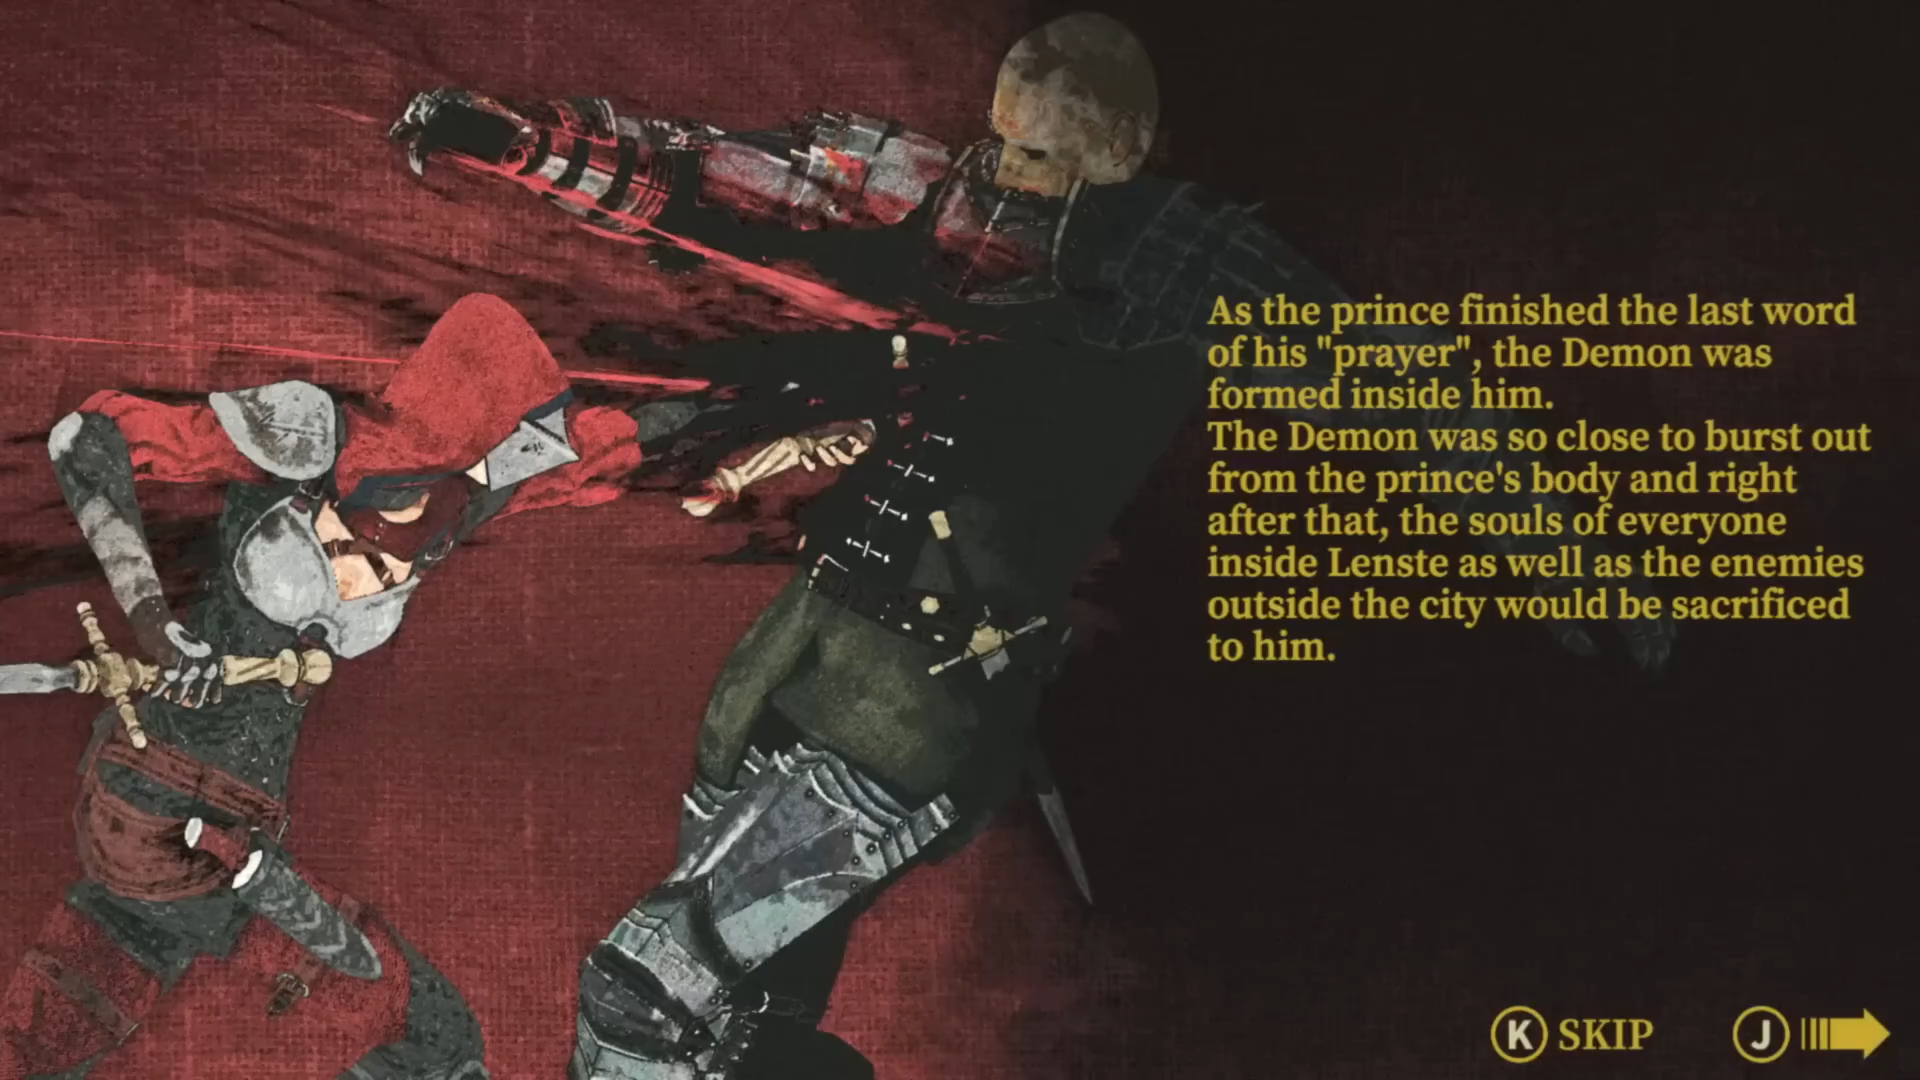 As the prince finished the last word
of his "prayer", the Demon was
formed inside him.
The Demon was so close to burst out
from the prince's body and right
after that, the souls of everyone
inside Lenste as well as the enemies
outside the city would be sacrificed
to him.
K SKIP J